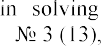 in solving
№ 3 (13),